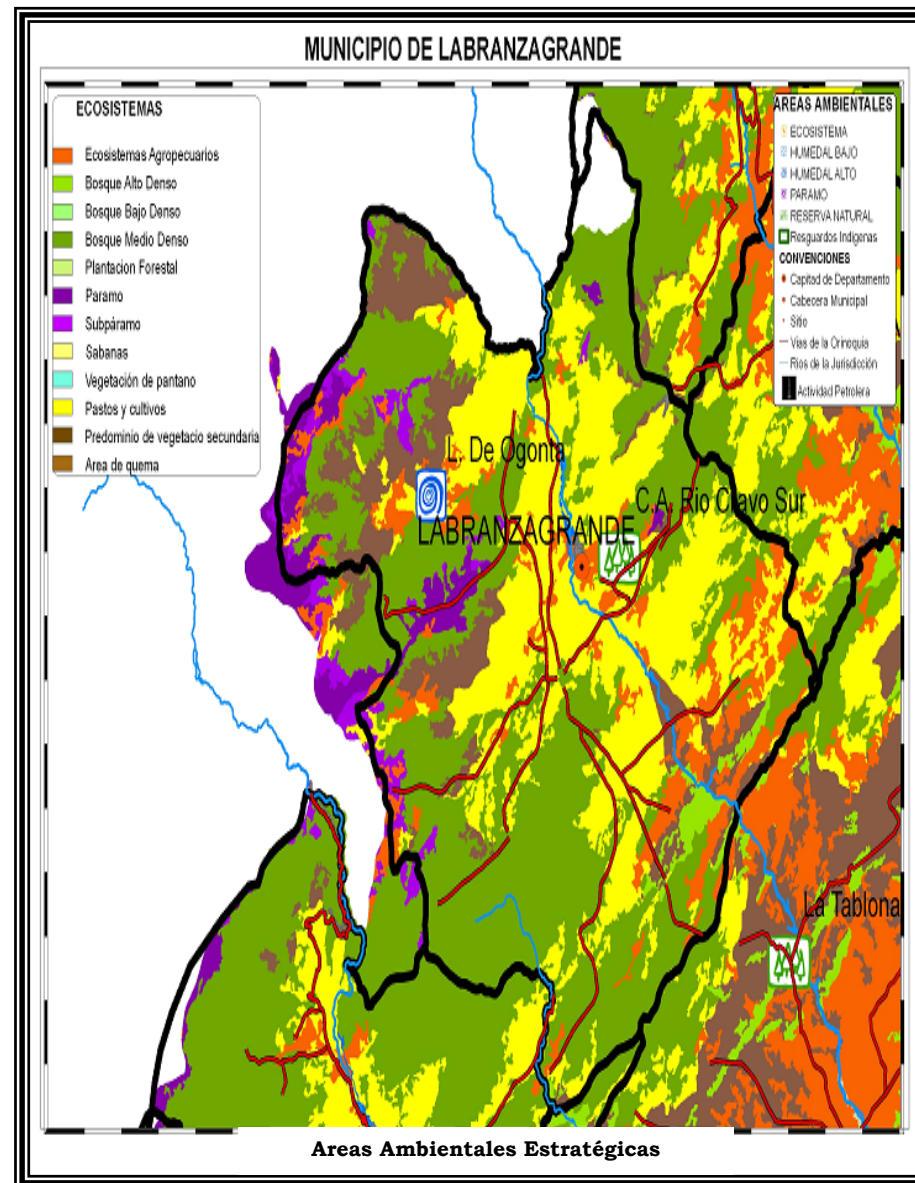 MUNICIPIO DE LABRANZAGRANDE
ECOSISTEMAS
Ecosistemas Agropecuarios
Bosque Alto Denso
Bosque Bajo Denso
Bosque Medio Denso
Plantacion Forestal
Paramo
Subpáramo
Sabanas
Vegetación de pantano
Pastos y cultivos
Predominio de vegetacio secundaria
Area de quema
AREAS AMBIENTALES
ECOSISTEMA
HUMEDAL BAJO
HUMEDAL ALTO
PARAMO
RESERVA NATURAL
Resguardos Indigenas
CONVENCIONES
Capitad de Departamento
Cabecera Municipal
Sitio
Vias de la Orinoquia
Rios de la Jurisdicción
Actividad Petrolera
L. De Ogonta
C.A. Rio Cravo Sur
LABRANZAGRANDE
La Tablona
Areas Ambientales Estratégicas